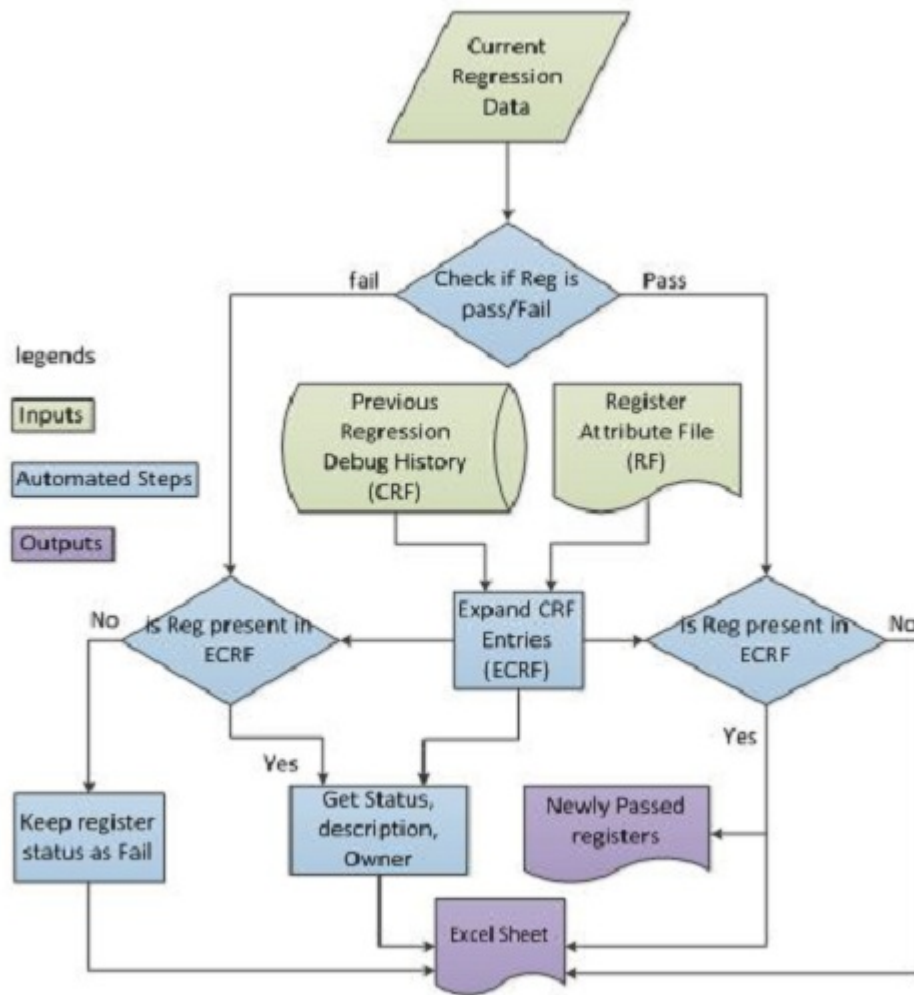 Current
Regression
Data
Check if Reg is
pass/Fail
fail
Pass
legends
Inputs
Automated Steps
Outputs
Previous
Regression
Debug History
(CRF)
Register
Attribute File
(RF)
Expand CRF
Entries
(ECRF)
No
is Reg present in
ECRF
is Reg present in
ECRF
No
Yes
Yes
Keep register
status as Fail
Get Status,
description,
Owner
Newly Passed
registers
Excel Sheet